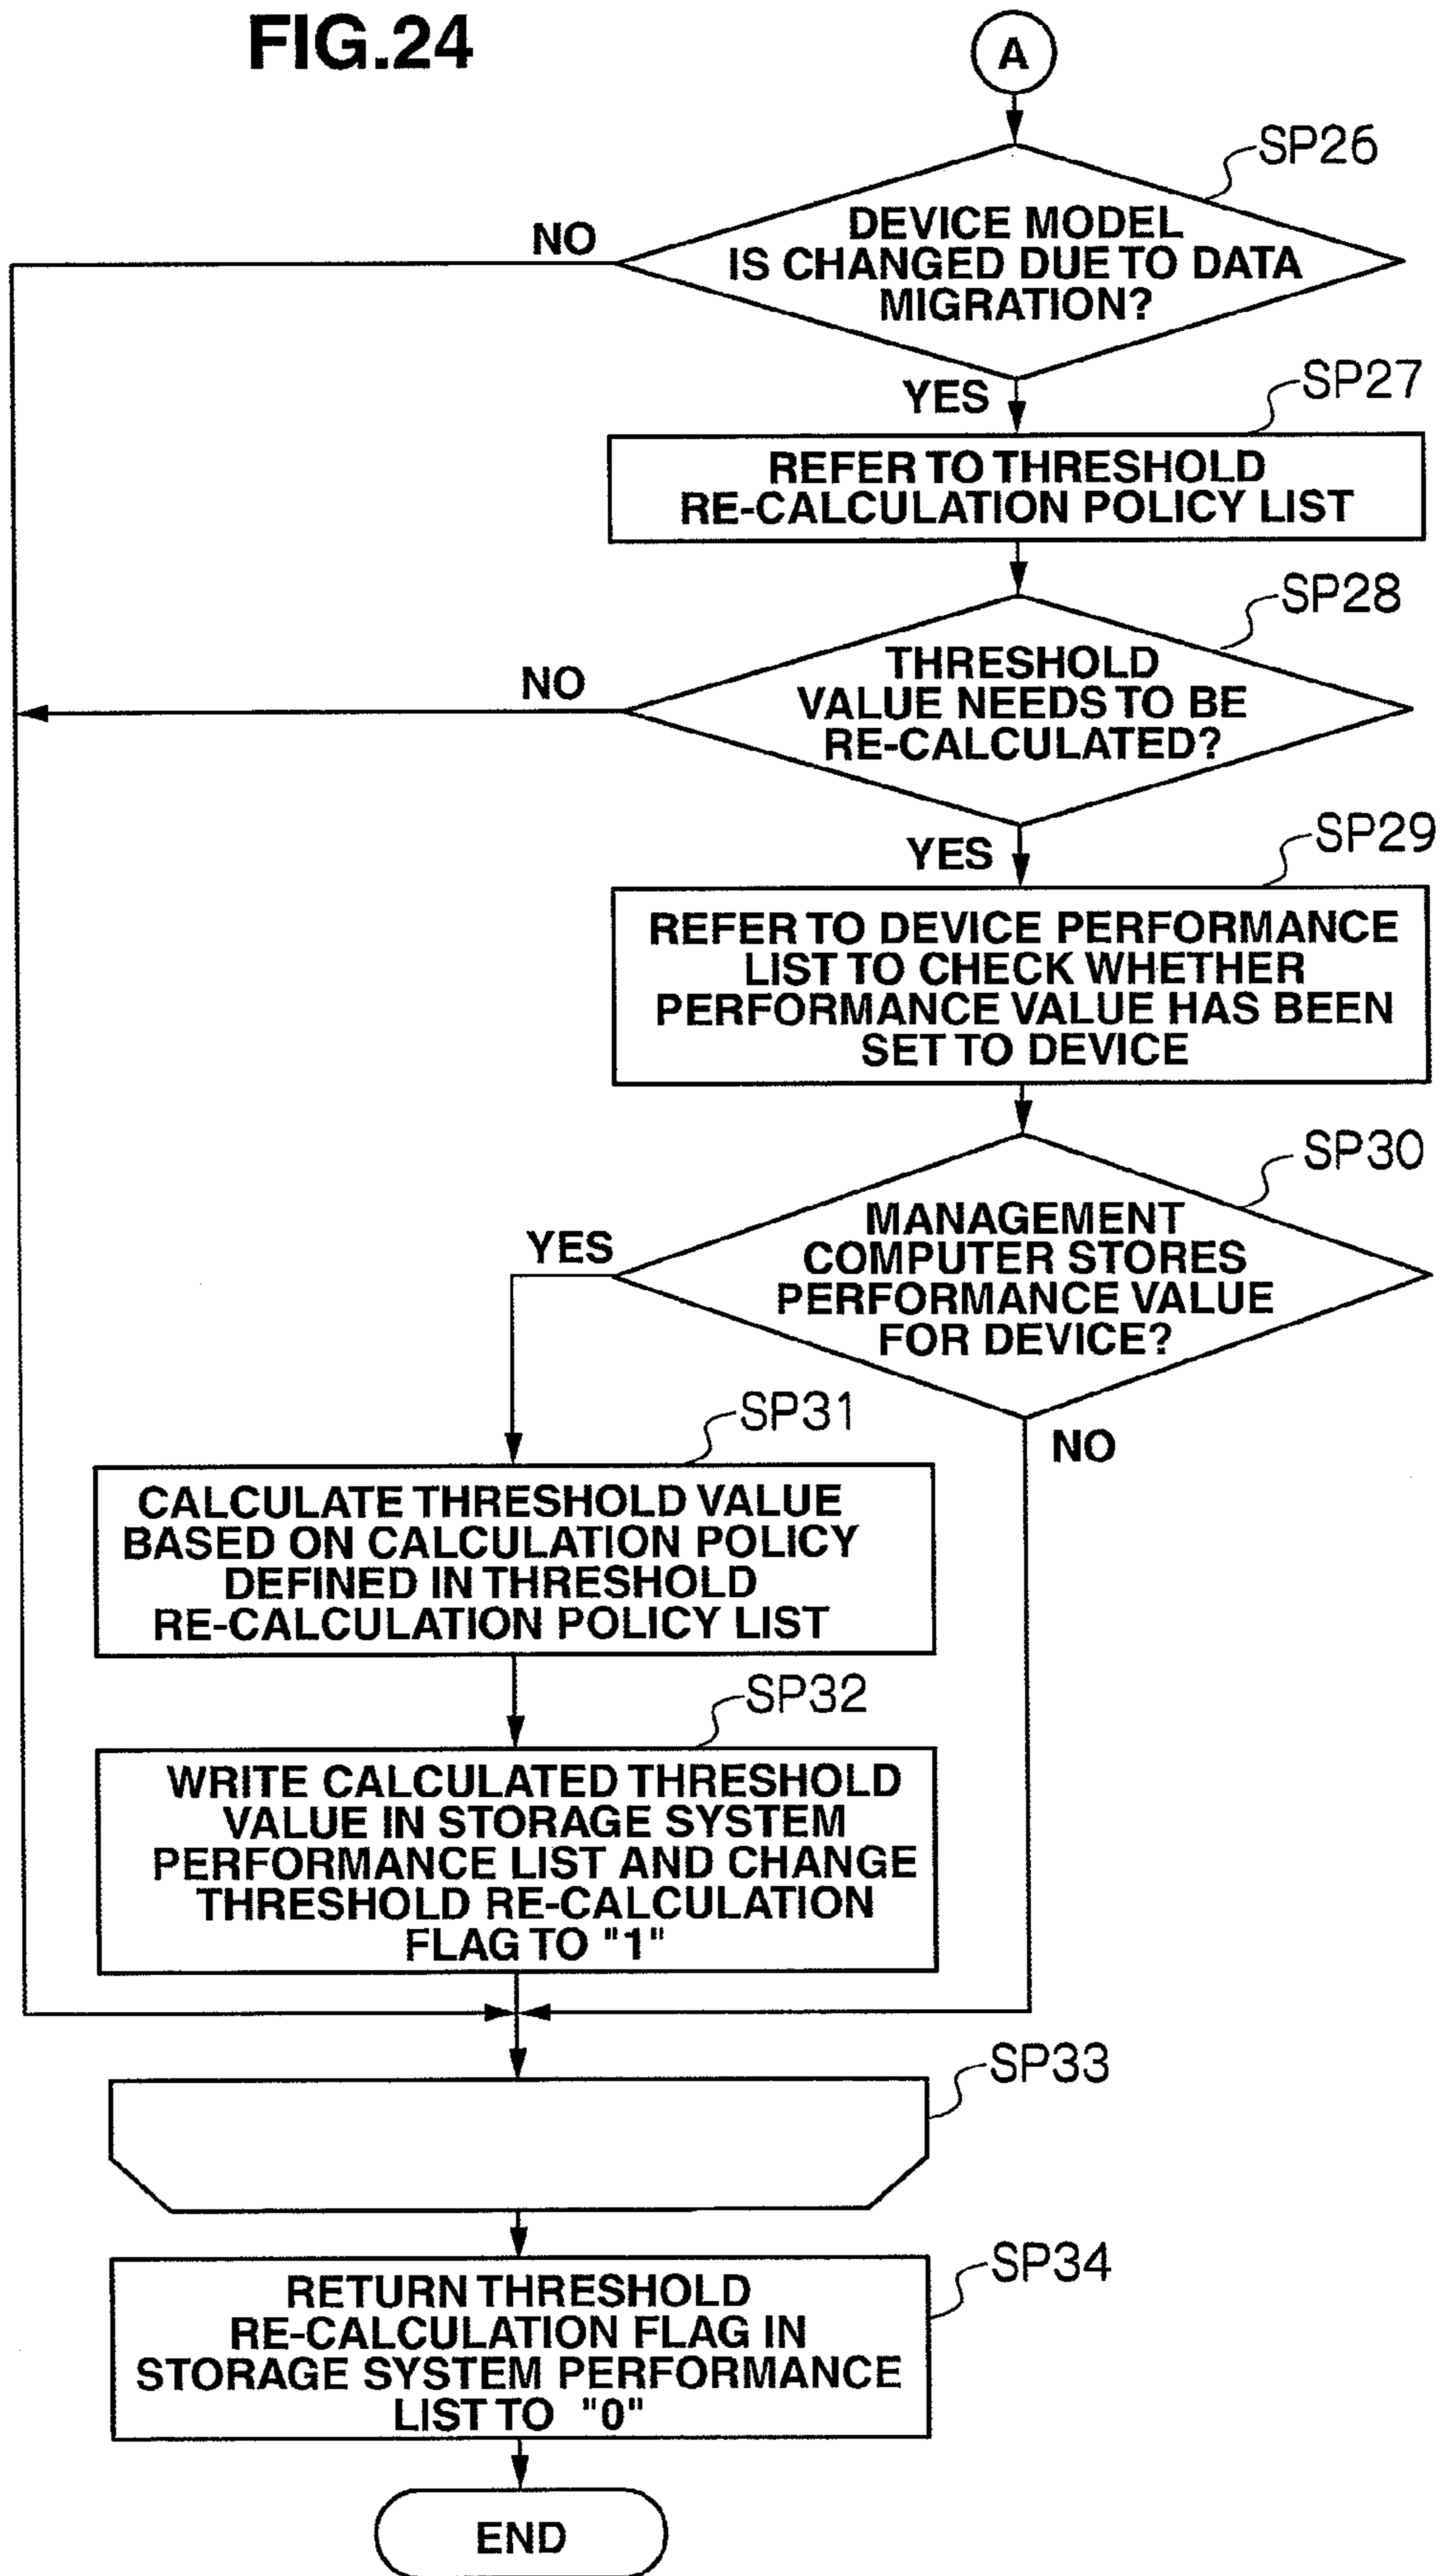 FIG.24
A
SP26
DEVICE MODEL
IS CHANGED DUE TO DATA
MIGRATION?
NO
YES
SP27
REFER TO THRESHOLD
RE-CALCULATION POLICY LIST
SP28
THRESHOLD
VALUE NEEDS TO BE
RE-CALCULATED?
NO
YES
SP29
REFER TO DEVICE PERFORMANCE
LIST TO CHECK WHETHER
PERFORMANCE VALUE HAS BEEN
SET TO DEVICE
SP30
MANAGEMENT
COMPUTER STORES
PERFORMANCE VALUE
FOR DEVICE?
YES
NO
SP31
CALCULATE THRESHOLD VALUE
BASED ON CALCULATION POLICY
DEFINED IN THRESHOLD
RE-CALCULATION POLICY LIST
SP32
WRITE CALCULATED THRESHOLD
VALUE IN STORAGE SYSTEM
PERFORMANCE LIST AND CHANGE
THRESHOLD RE-CALCULATION
FLAG TO "1"
SP33
SP34
RETURN THRESHOLD
RE-CALCULATION FLAG IN
STORAGE SYSTEM PERFORMANCE
LIST TO "0"
END